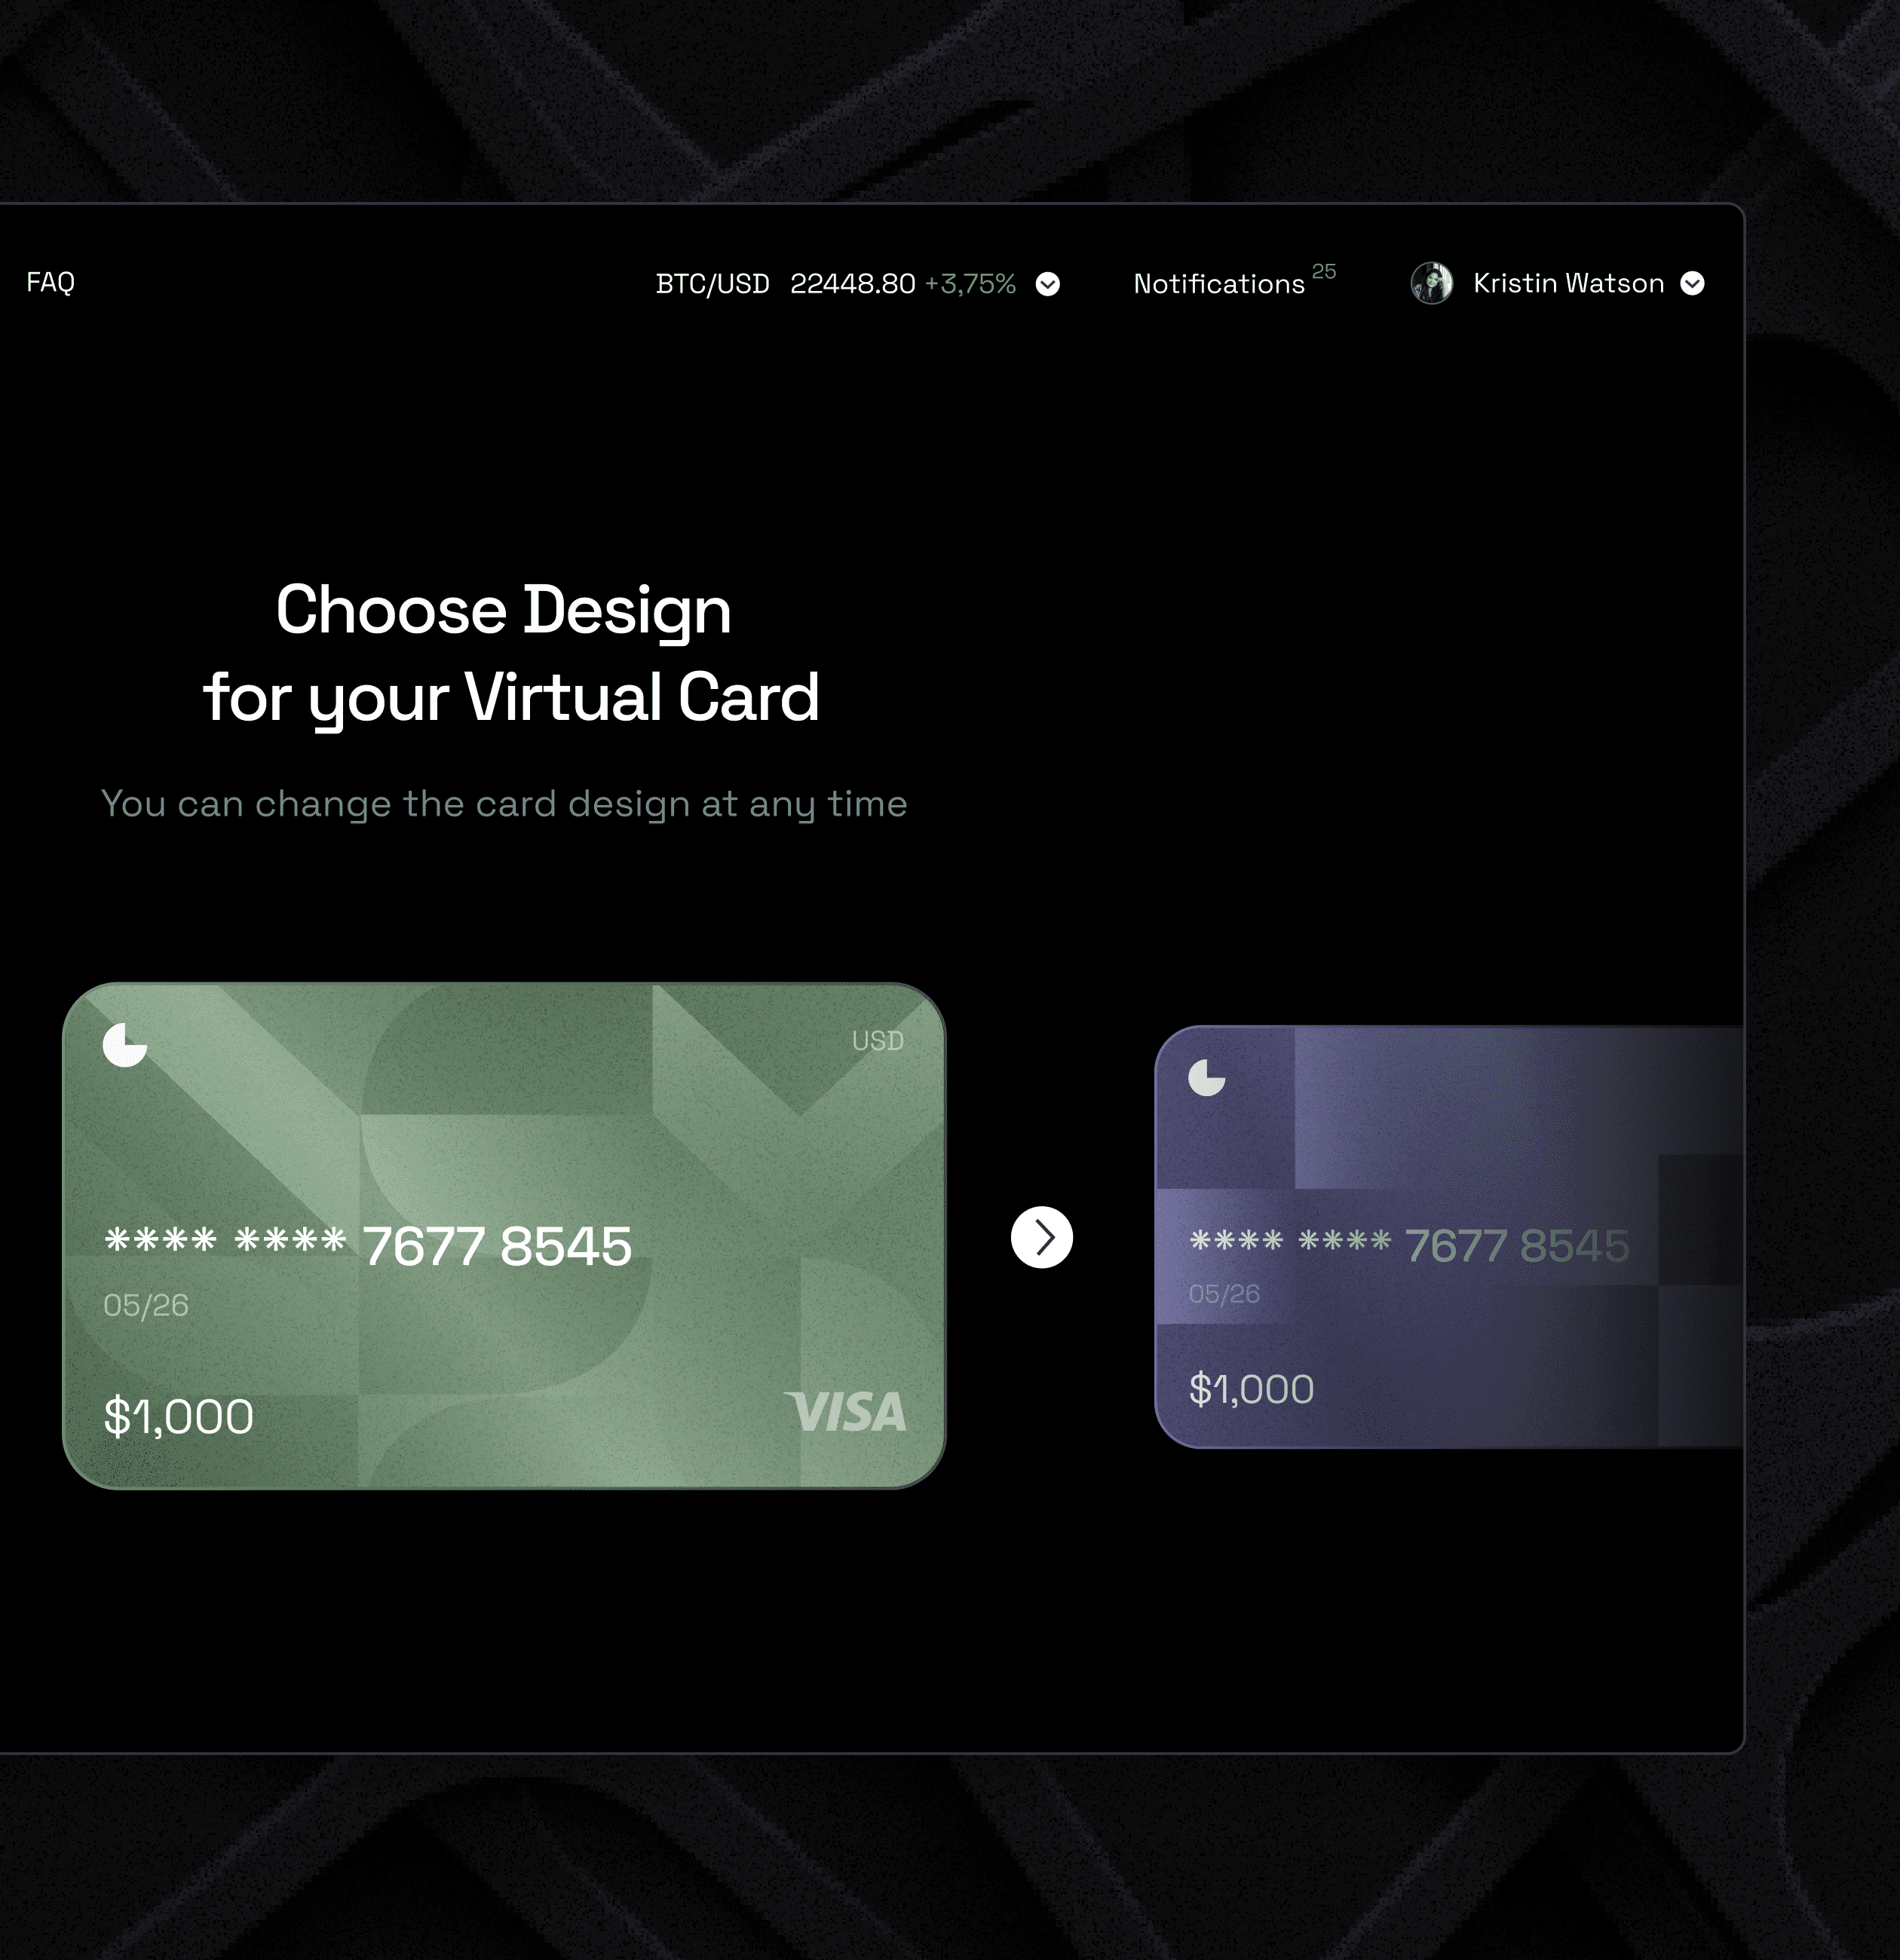 FAQ
BTC/USD 22448.80 +3,75%
Notifications 25
Kristin Watson
Choose Design
for your Virtual Card
You can change the card design at any time
USD
**** **** 7677 8545
05/26
$1,000
VISA
**** **** 7677 8545
05/26
$1,000